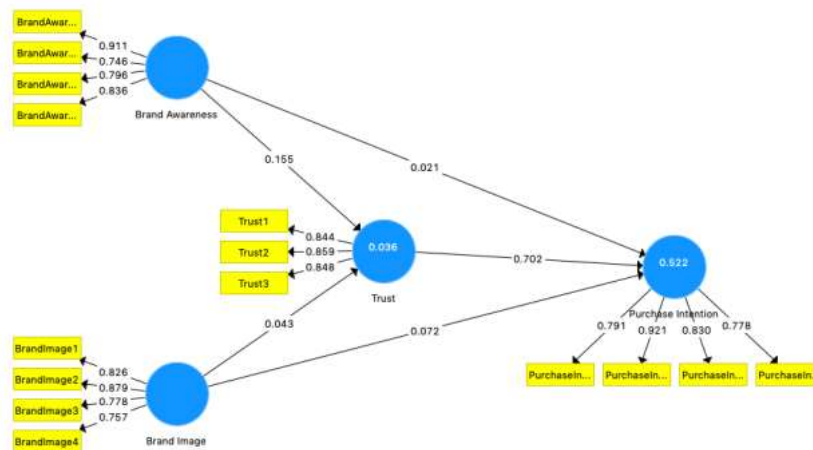 BrandAwar...
BrandAwar...
BrandAwar...
BrandAwar...
0.911
0.746
0.796
0.836
Brand Awareness
0.155
0.021
Trust1
Trust2
Trust3
0.844
0.859
0.848
0.036
Trust
0.702
0.522
Purchase Intention
0.043
0.072
0.791
0.921
0.830
0.778
PurchaseIn...
PurchaseIn...
PurchaseIn...
PurchaseIn...
BrandImage1
BrandImage2
BrandImage3
BrandImage4
0.826
0.879
0.778
0.757
Brand Image